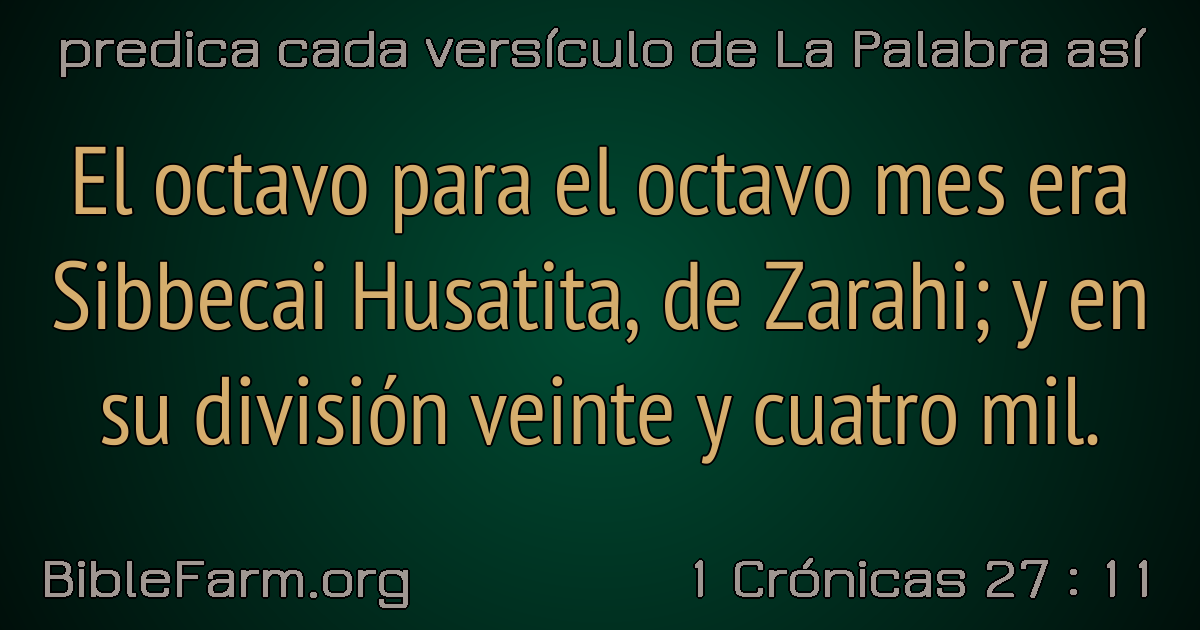 predica cada versículo de La Palabra así
El octavo para el octavo mes era
Sibbecai Husatita, de Zarahi; y en
su división veinte y cuatro mil.
BibleFarm.org
1 Crónicas 27 : 11